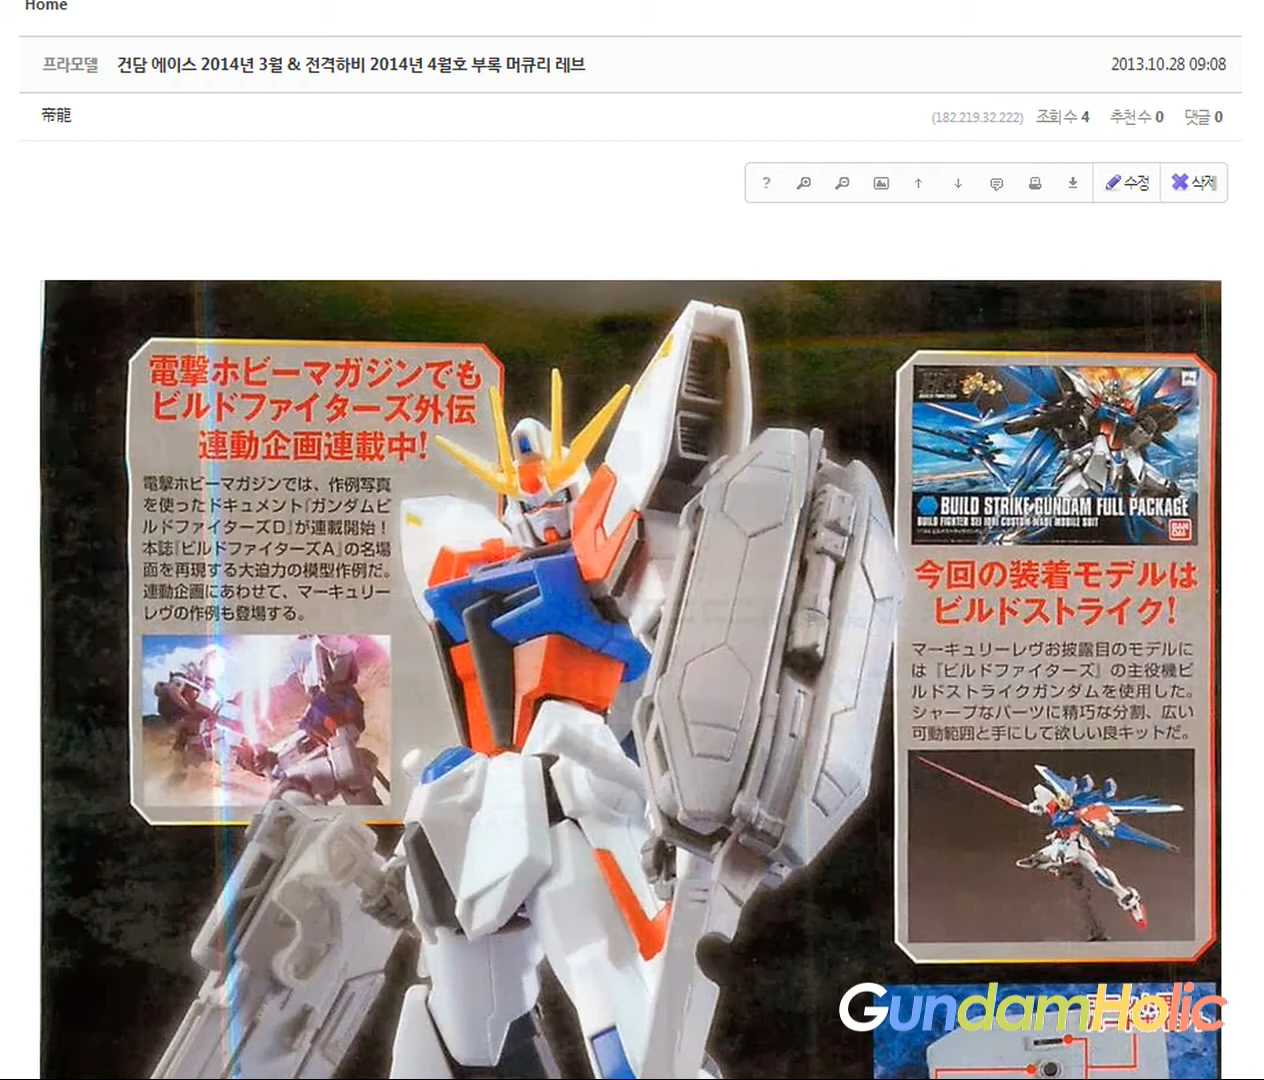 Home
프라모델 건담 에이스 2014년 3월 & 전격하비 2014년 4월호 부록 머큐리 레브 2013.10.28 09:08
帝龍 (182.219.32.222) 조회 수 4 추천 수 0 댓글 0
? 수정 삭제
電撃ホビーマガジンでも
ビルドファイターズ外伝
連動企画連載中!
電撃ホビーマガジンでは、作例写真
を使ったドキュメント『ガンダムビ
ルドファイターズD』が連載開始！
本誌『ビルドファイターズA』の名場
面を再現する大迫力の模型作例だ。
連動企画にあわせて、マーキュリー
レヴの作例も登場する。
BUILD STRIKE GUNDAM FULL PACKAGE
BUILD FIGHTER SEI IORI CUSTOM MADE MOBILE SUIT
BAN
DAI
今回の装着モデルは
ビルドストライク!
マーキュリーレヴお披露目のモデルに
は『ビルドファイターズ』の主役機ビ
ルドストライクガンダムを使用した。
シャープなパーツに精巧な分割、広い
可動範囲と手にして欲しい良キットだ。
GundamHolic